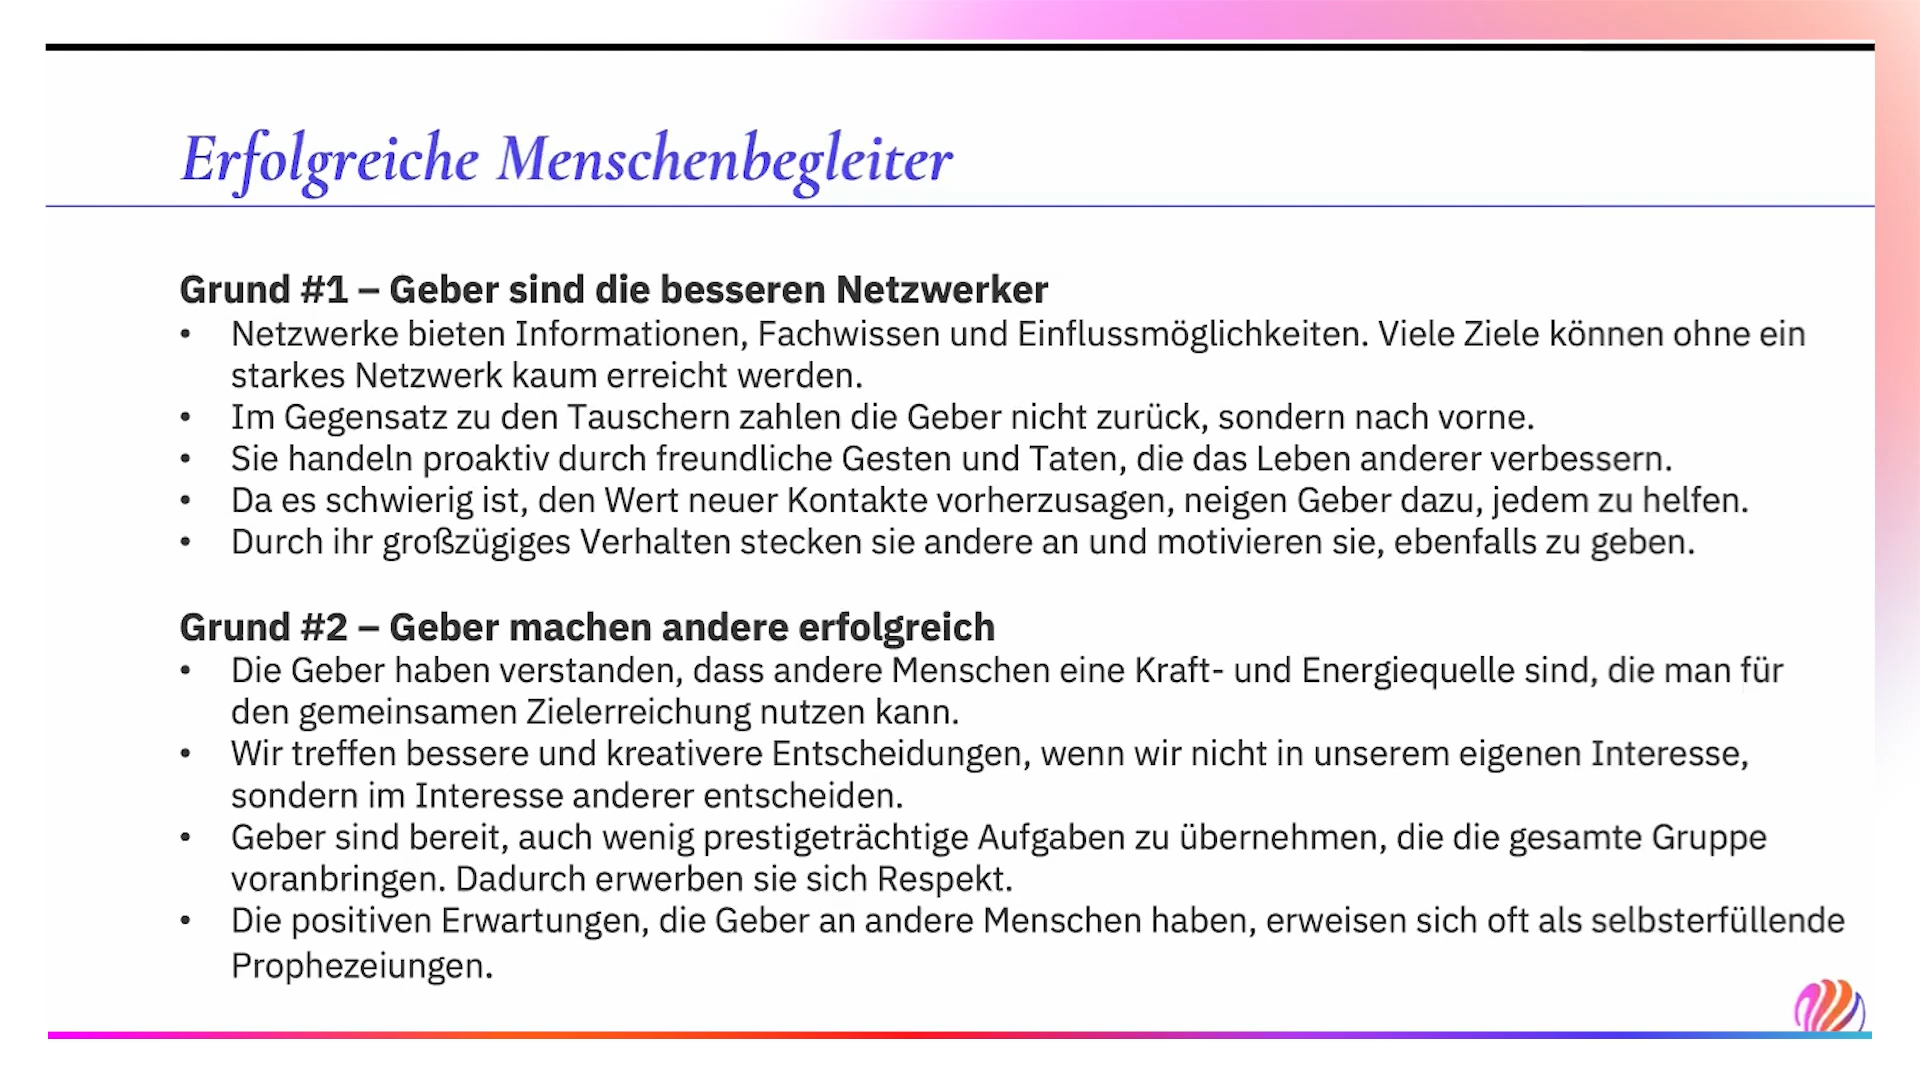 Erfolgreiche Menschenbegleiter
Grund #1 – Geber sind die besseren Netzwerker
• Netzwerke bieten Informationen, Fachwissen und Einflussmöglichkeiten. Viele Ziele können ohne ein
starkes Netzwerk kaum erreicht werden.
• Im Gegensatz zu den Tauschern zahlen die Geber nicht zurück, sondern nach vorne.
• Sie handeln proaktiv durch freundliche Gesten und Taten, die das Leben anderer verbessern.
• Da es schwierig ist, den Wert neuer Kontakte vorherzusagen, neigen Geber dazu, jedem zu helfen.
• Durch ihr großzügiges Verhalten stecken sie andere an und motivieren sie, ebenfalls zu geben.
Grund #2 – Geber machen andere erfolgreich
• Die Geber haben verstanden, dass andere Menschen eine Kraft- und Energiequelle sind, die man für
den gemeinsamen Zielerreichung nutzen kann.
• Wir treffen bessere und kreativere Entscheidungen, wenn wir nicht in unserem eigenen Interesse,
sondern im Interesse anderer entscheiden.
• Geber sind bereit, auch wenig prestigeträchtige Aufgaben zu übernehmen, die die gesamte Gruppe
voranbringen. Dadurch erwerben sie sich Respekt.
• Die positiven Erwartungen, die Geber an andere Menschen haben, erweisen sich oft als selbsterfüllende
Prophezeiungen.